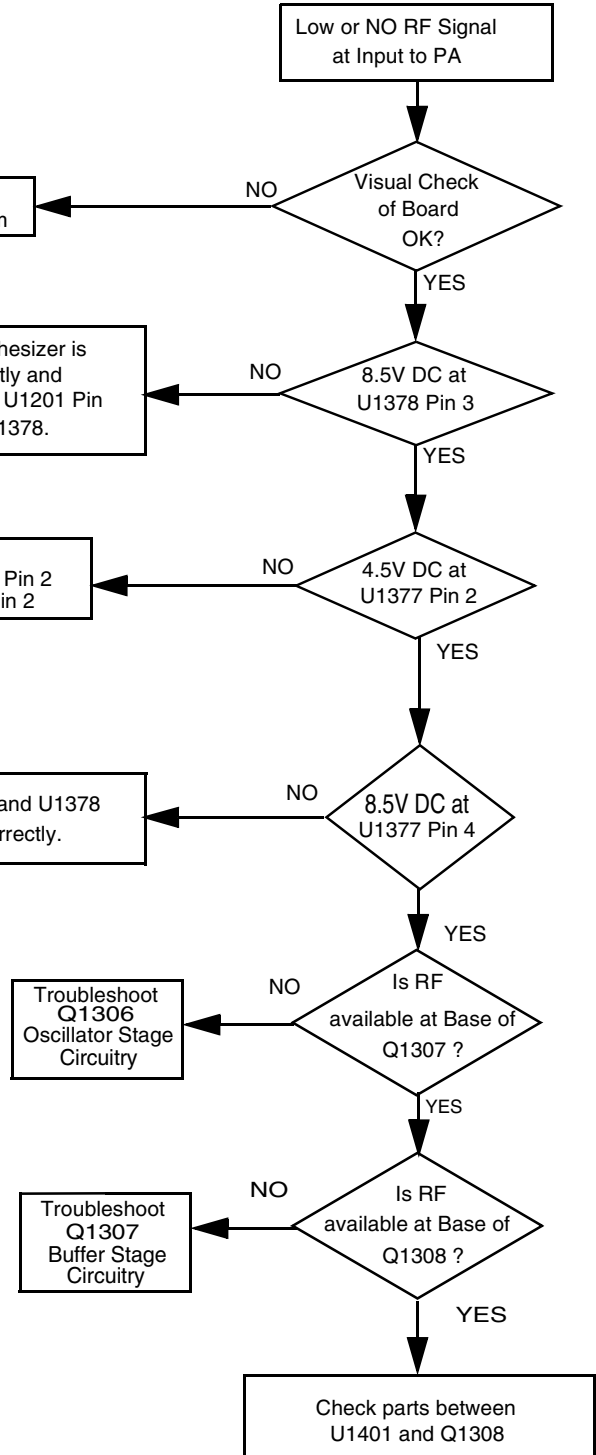 Low or NO RF Signal
at Input to PA
NO
Visual Check
of Board
OK?
YES
hesizer is
tly and
U1201 Pin
1378.
NO
8.5V DC at
U1378 Pin 3
YES
Pin 2
in 2
NO
4.5V DC at
U1377 Pin 2
YES
and U1378
rrectly.
NO
8.5V DC at
U1377 Pin 4
YES
Troubleshoot
Q1306
Oscillator Stage
Circuitry
NO
Is RF
available at Base of
Q1307 ?
YES
Troubleshoot
Q1307
Buffer Stage
Circuitry
NO
Is RF
available at Base of
Q1308 ?
YES
Check parts between
U1401 and Q1308